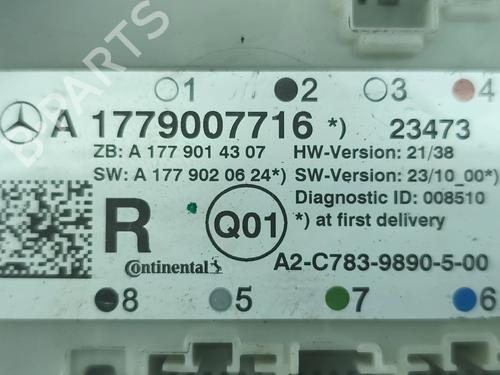 1 2 3 4
A 1779007716 *) 23473
ZB: A 177 901 43 07 HW-Version: 21/38
SW: A 177 902 06 24*) SW-Version: 23/10_00*)
Diagnostic ID: 008510
*) at first delivery
R Q01
Continental A2-C783-9890-5-00
8 5 7 6
B PARTS